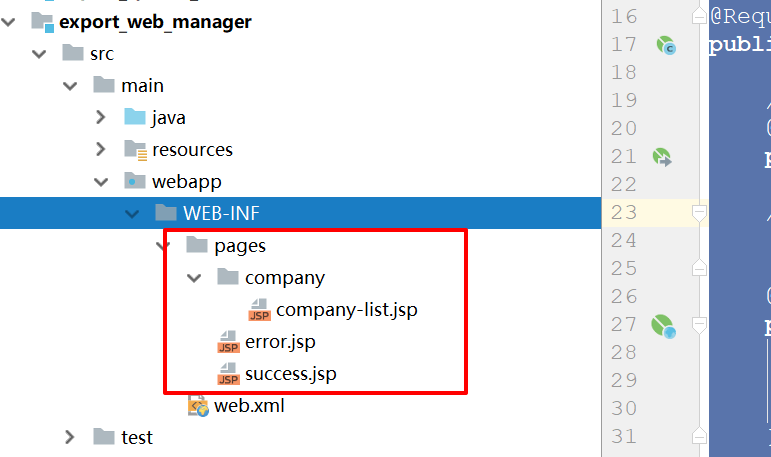 export_web_manager
src
main
java
resources
webapp
WEB-INF
pages
company
JSP company-list.jsp
JSP error.jsp
JSP success.jsp
web.xml
test
16 @Requ
17 publi
18
19 /
20
21 p
22
23 /
24
25
26
27 p
28
29
30
31